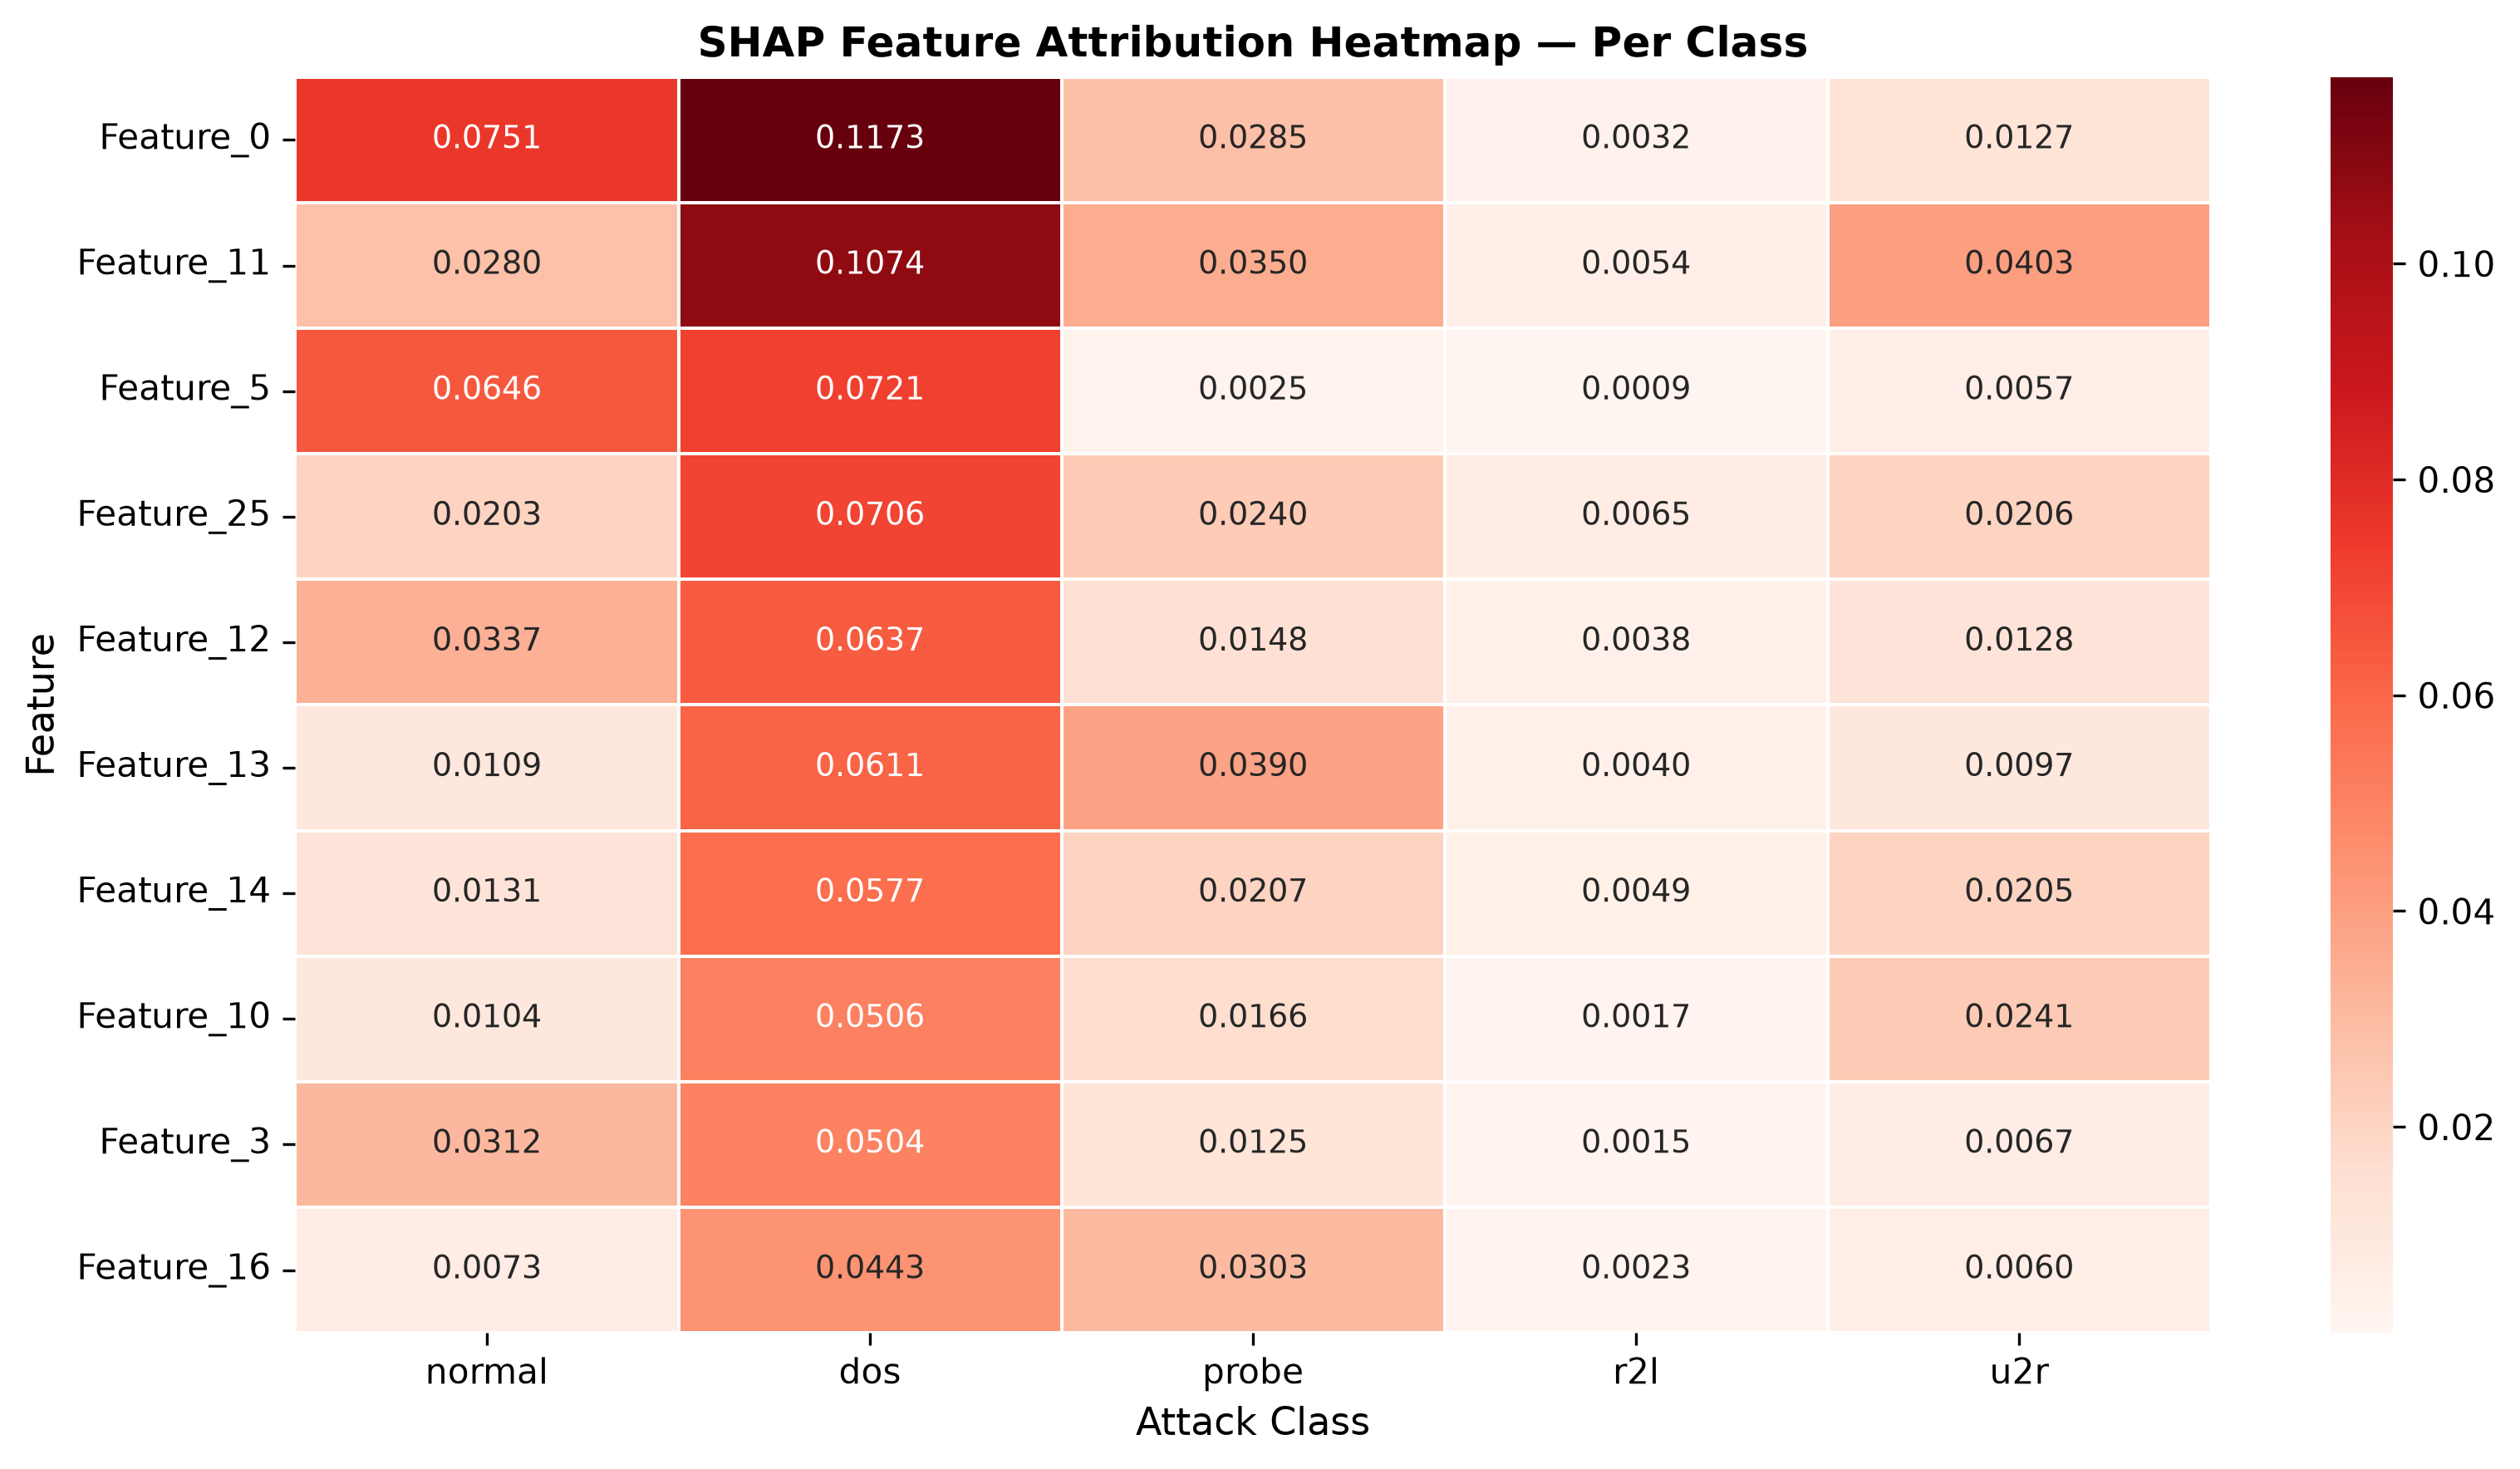 SHAP Feature Attribution Heatmap — Per Class
Feature
Feature_0 0.0751 0.1173 0.0285 0.0032 0.0127
Feature_11 0.0280 0.1074 0.0350 0.0054 0.0403
Feature_5 0.0646 0.0721 0.0025 0.0009 0.0057
Feature_25 0.0203 0.0706 0.0240 0.0065 0.0206
Feature_12 0.0337 0.0637 0.0148 0.0038 0.0128
Feature_13 0.0109 0.0611 0.0390 0.0040 0.0097
Feature_14 0.0131 0.0577 0.0207 0.0049 0.0205
Feature_10 0.0104 0.0506 0.0166 0.0017 0.0241
Feature_3 0.0312 0.0504 0.0125 0.0015 0.0067
Feature_16 0.0073 0.0443 0.0303 0.0023 0.0060
normal dos probe r2l u2r
Attack Class
0.10
0.08
0.06
0.04
0.02